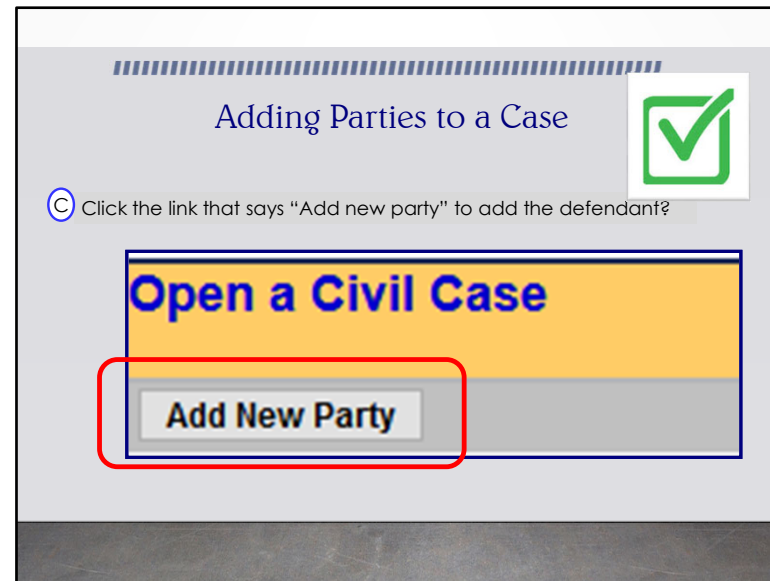 Adding Parties to a Case
C Click the link that says “Add new party” to add the defendant?
Open a Civil Case
Add New Party